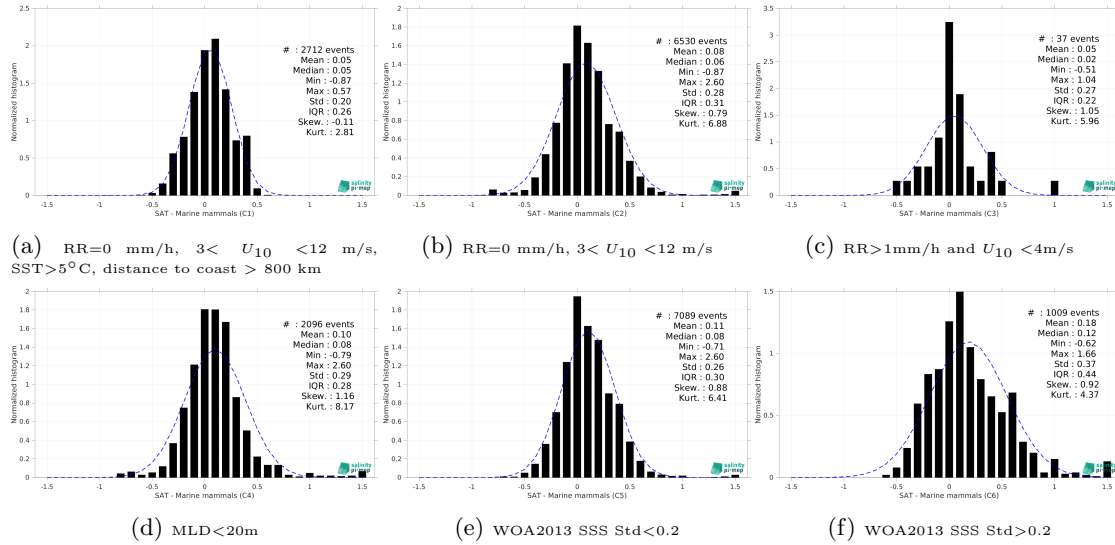 2.5
2
1.5
1
0.5
0
Normalized histogram
# : 2712 events
Mean : 0.05
Median : 0.05
Min : -0.87
Max : 0.57
Std : 0.20
IQR : 0.26
Skew. : -0.11
Kurt. : 2.81
salinity
pi-mep
-1.5 -1 -0.5 0 0.5 1 1.5
SAT - Marine mammals (C1)
(a) RR=0 mm/h, 3< U10 <12 m/s,
SST>5°C, distance to coast > 800 km
2
1.8
1.6
1.4
1.2
1
0.8
0.6
0.4
0.2
0
Normalized histogram
# : 6530 events
Mean : 0.08
Median : 0.06
Min : -0.87
Max : 2.60
Std : 0.28
IQR : 0.31
Skew. : 0.79
Kurt. : 6.88
salinity
pi-mep
-1.5 -1 -0.5 0 0.5 1 1.5
SAT - Marine mammals (C2)
(b) RR=0 mm/h, 3< U10 <12 m/s
3.5
3
2.5
2
1.5
1
0.5
0
Normalized histogram
# : 37 events
Mean : 0.05
Median : 0.02
Min : -0.51
Max : 1.04
Std : 0.27
IQR : 0.22
Skew. : 1.05
Kurt. : 5.96
salinity
pi-mep
-1.5 -1 -0.5 0 0.5 1 1.5
SAT - Marine mammals (C3)
(c) RR>1mm/h and U10 <4m/s
2
1.8
1.6
1.4
1.2
1
0.8
0.6
0.4
0.2
0
Normalized histogram
# : 2096 events
Mean : 0.10
Median : 0.08
Min : -0.79
Max : 2.60
Std : 0.29
IQR : 0.28
Skew. : 1.16
Kurt. : 8.17
salinity
pi-mep
-1.5 -1 -0.5 0 0.5 1 1.5
SAT - Marine mammals (C4)
(d) MLD<20m
2
1.8
1.6
1.4
1.2
1
0.8
0.6
0.4
0.2
0
Normalized histogram
# : 7089 events
Mean : 0.11
Median : 0.08
Min : -0.71
Max : 2.60
Std : 0.26
IQR : 0.30
Skew. : 0.88
Kurt. : 6.41
salinity
pi-mep
-1.5 -1 -0.5 0 0.5 1 1.5
SAT - Marine mammals (C5)
(e) WOA2013 SSS Std<0.2
1.5
1
0.5
0
Normalized histogram
# : 1009 events
Mean : 0.18
Median : 0.12
Min : -0.62
Max : 1.66
Std : 0.37
IQR : 0.44
Skew. : 0.92
Kurt. : 4.37
salinity
pi-mep
-1.5 -1 -0.5 0 0.5 1 1.5
SAT - Marine mammals (C6)
(f) WOA2013 SSS Std>0.2